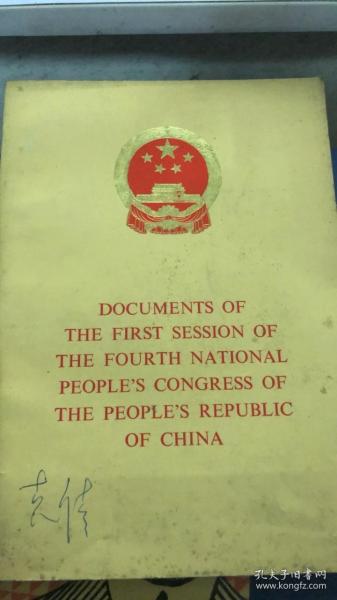 DOCUMENTS OF
THE FIRST SESSION OF
THE FOURTH NATIONAL
PEOPLE'S CONGRESS OF
THE PEOPLE'S REPUBLIC
OF CHINA
孔夫子旧书网
www.kongfz.com